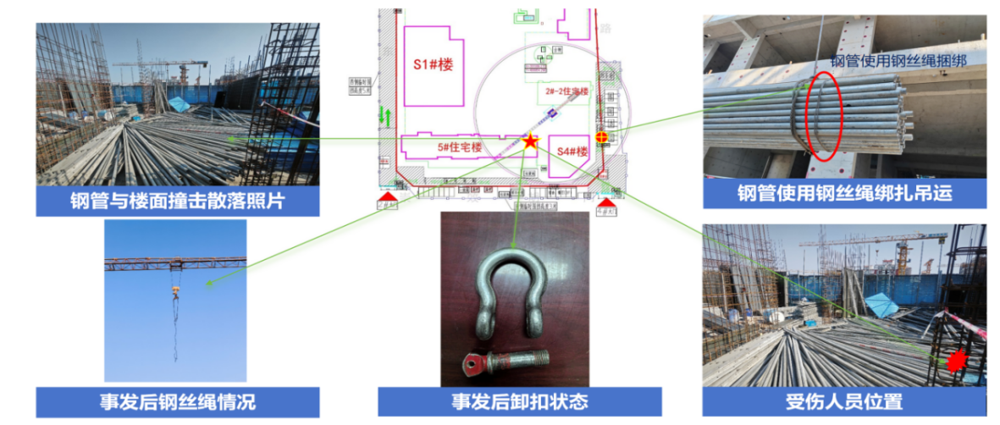 钢管与楼面撞击散落照片
S1#楼
2#-2住宅楼
5#住宅楼
S4#楼
路
钢管使用钢丝绳捆绑
钢管使用钢丝绳绑扎吊运
事发后钢丝绳情况
事发后卸扣状态
受伤人员位置